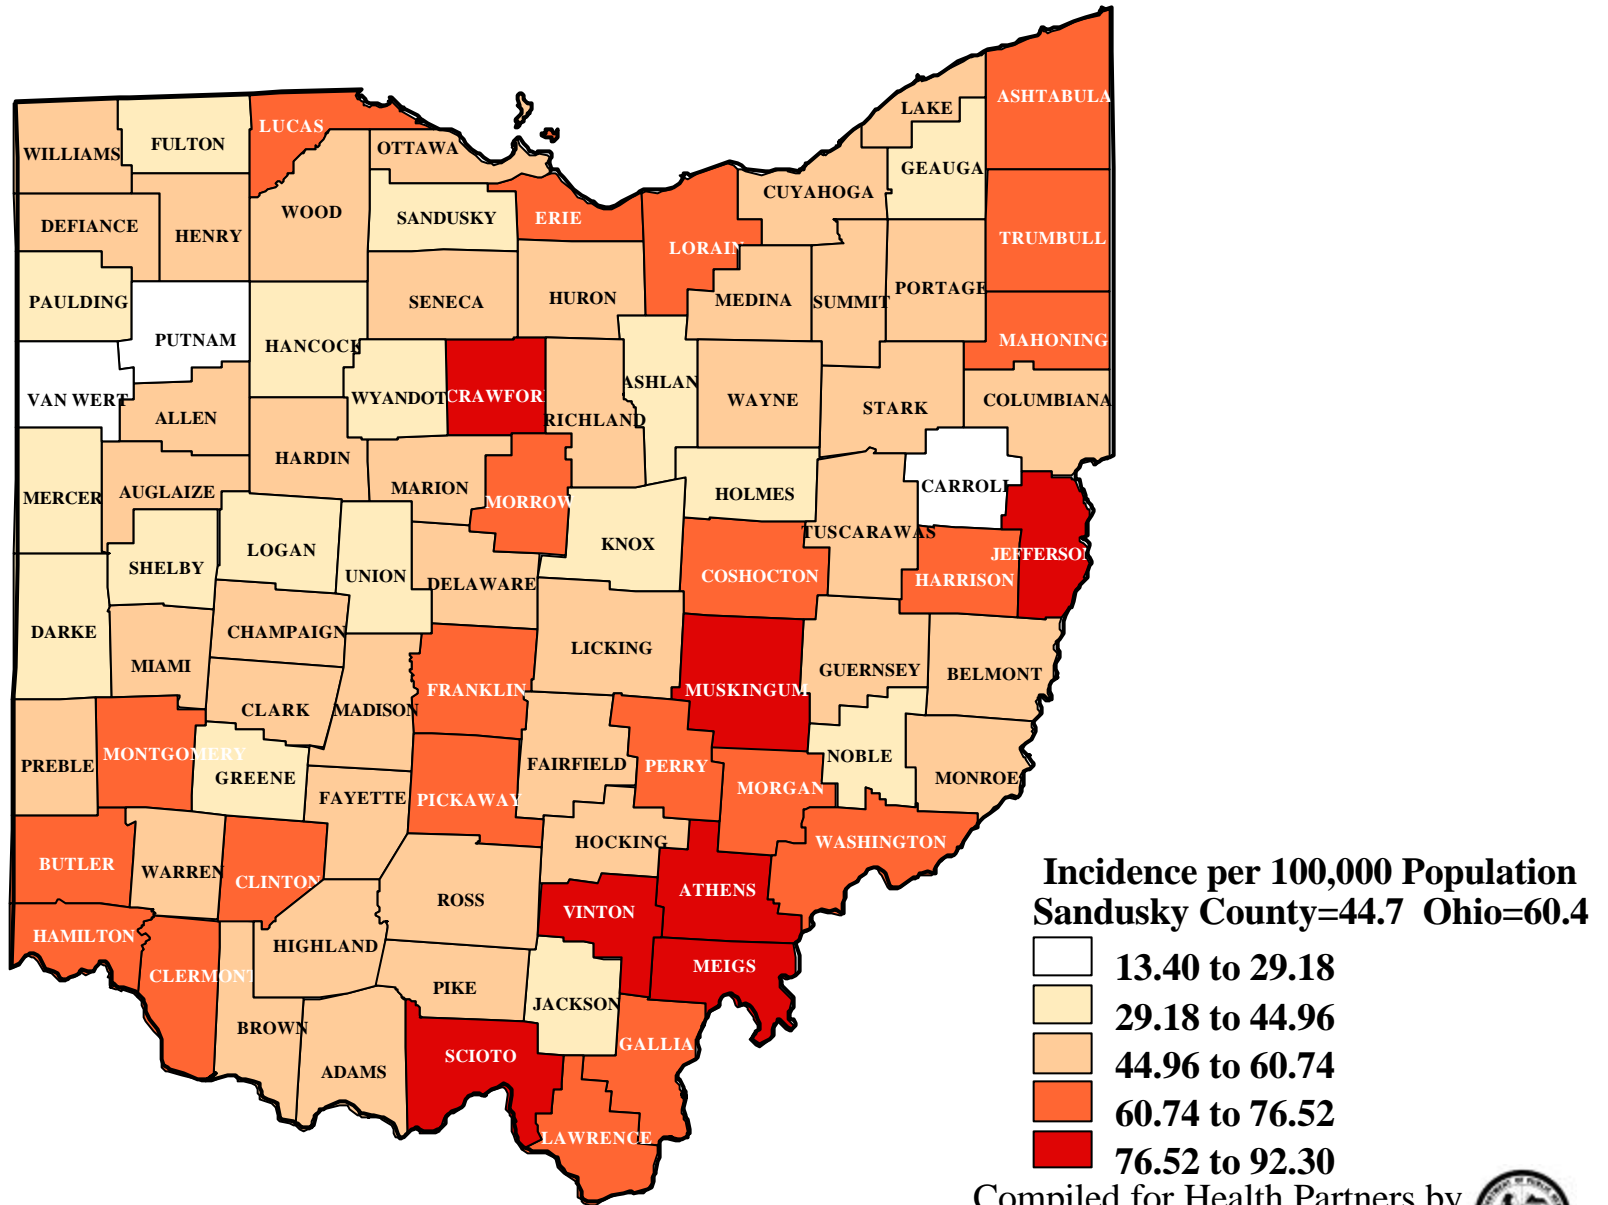 ASHTABULA
LAKE
LUCAS
FULTON
WILLIAMS
OTTAWA
GEAUGA
CUYAHOGA
WOOD
SANDUSKY
ERIE
DEFIANCE
HENRY
LORAIN
TRUMBULL
PORTAGE
PAULDING
SENECA
HURON
MEDINA
SUMMIT
PUTNAM
HANCOCK
MAHONING
ASHLAN
VAN WERT
WYANDOT
CRAWFOR
WAYNE
COLUMBIANA
STARK
ALLEN
RICHLAND
HARDIN
MARION
CARROLL
MERCER
AUGLAIZE
HOLMES
MORROW
TUSCARAWAS
KNOX
LOGAN
JEFFERSON
SHELBY
UNION
DELAWARE
COSHOCTON
HARRISON
DARKE
CHAMPAIGN
LICKING
MIAMI
GUERNSEY
BELMONT
FRANKLIN
MUSKINGUM
CLARK
MADISON
MONTGOMERY
NOBLE
PREBLE
GREENE
FAIRFIELD
PERRY
MONROE
FAYETTE
PICKAWAY
MORGAN
HOCKING
WASHINGTON
BUTLER
WARREN
CLINTON
ATHENS
ROSS
VINTON
HAMILTON
HIGHLAND
MEIGS
CLERMONT
PIKE
JACKSON
BROWN
GALLIA
SCIOTO
ADAMS
LAWRENCE
Incidence per 100,000 Population
Sandusky County=44.7 Ohio=60.4
13.40 to 29.18
29.18 to 44.96
44.96 to 60.74
60.74 to 76.52
76.52 to 92.30
Compiled for Health Partners by